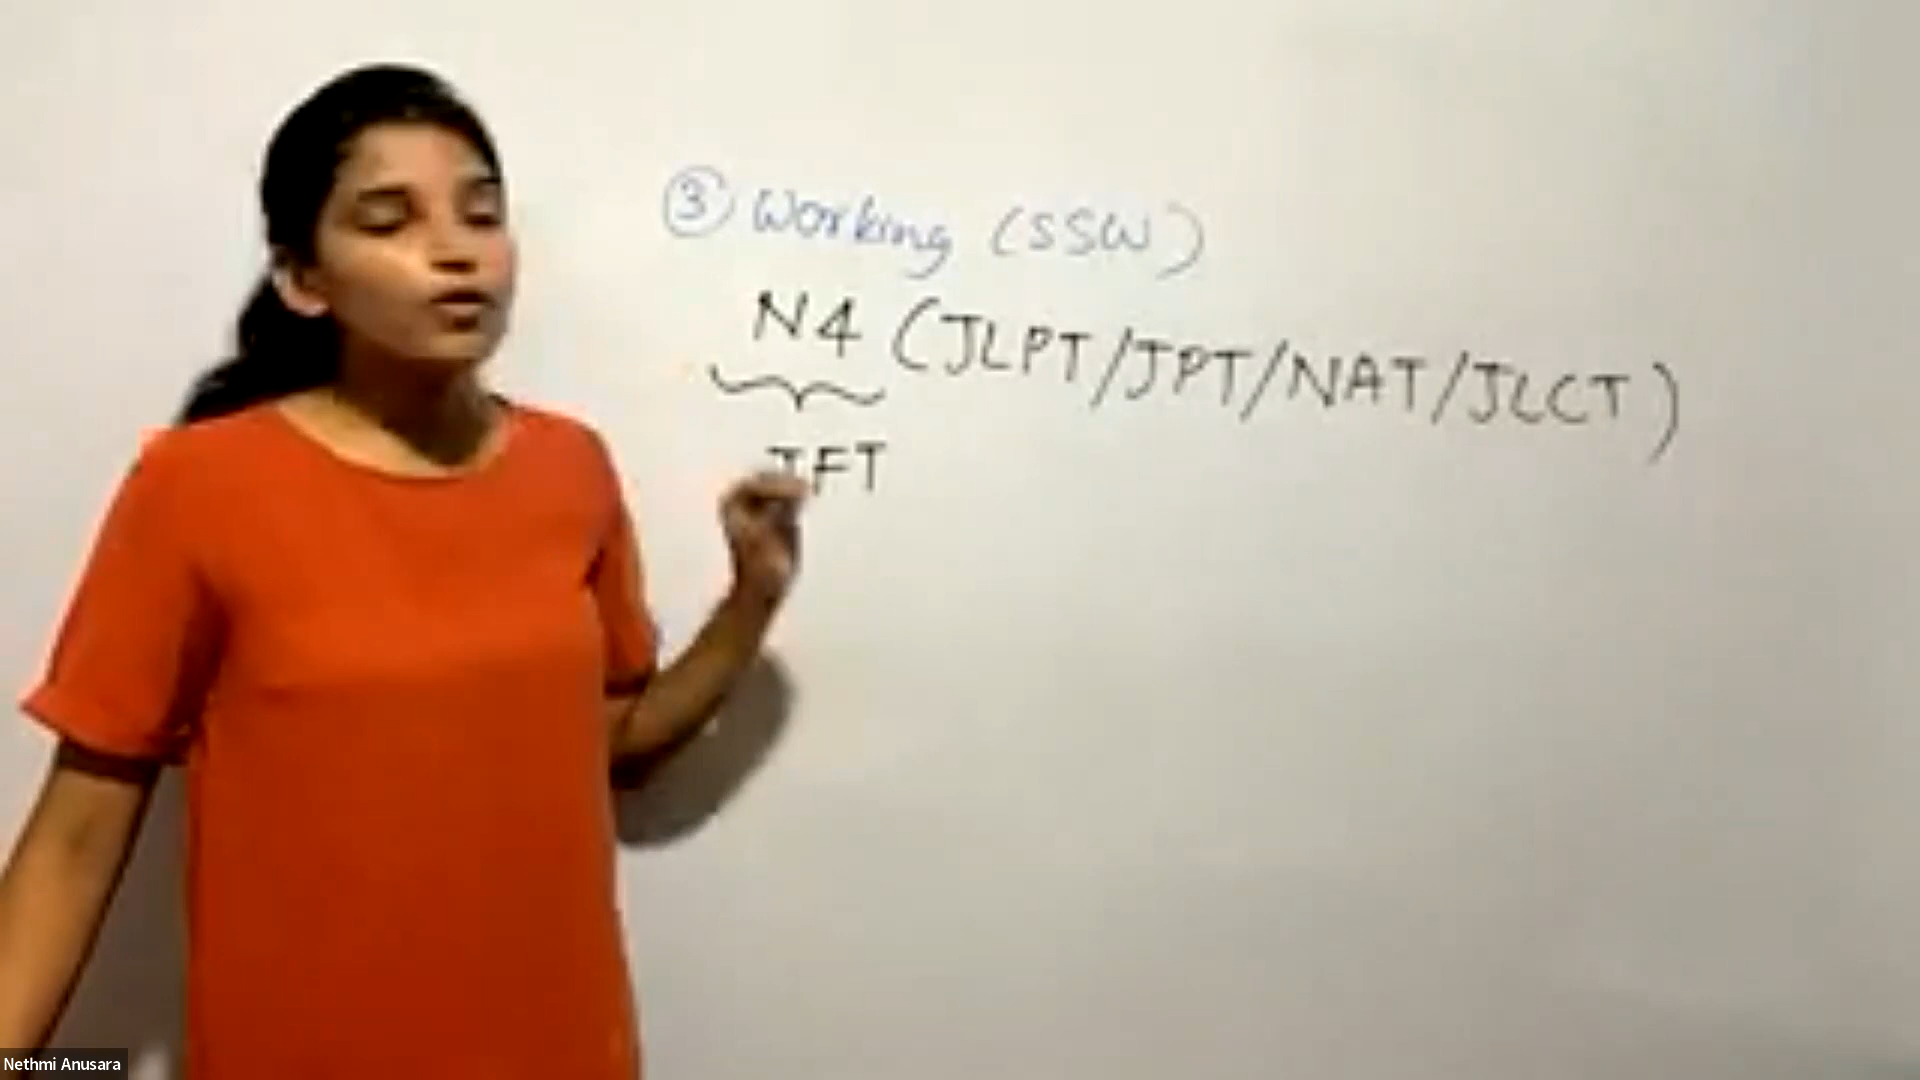 ③ Working (SSW)
N4 (JLPT/JPT/NAT/JLCT)
JFT
Nethmi Anusara